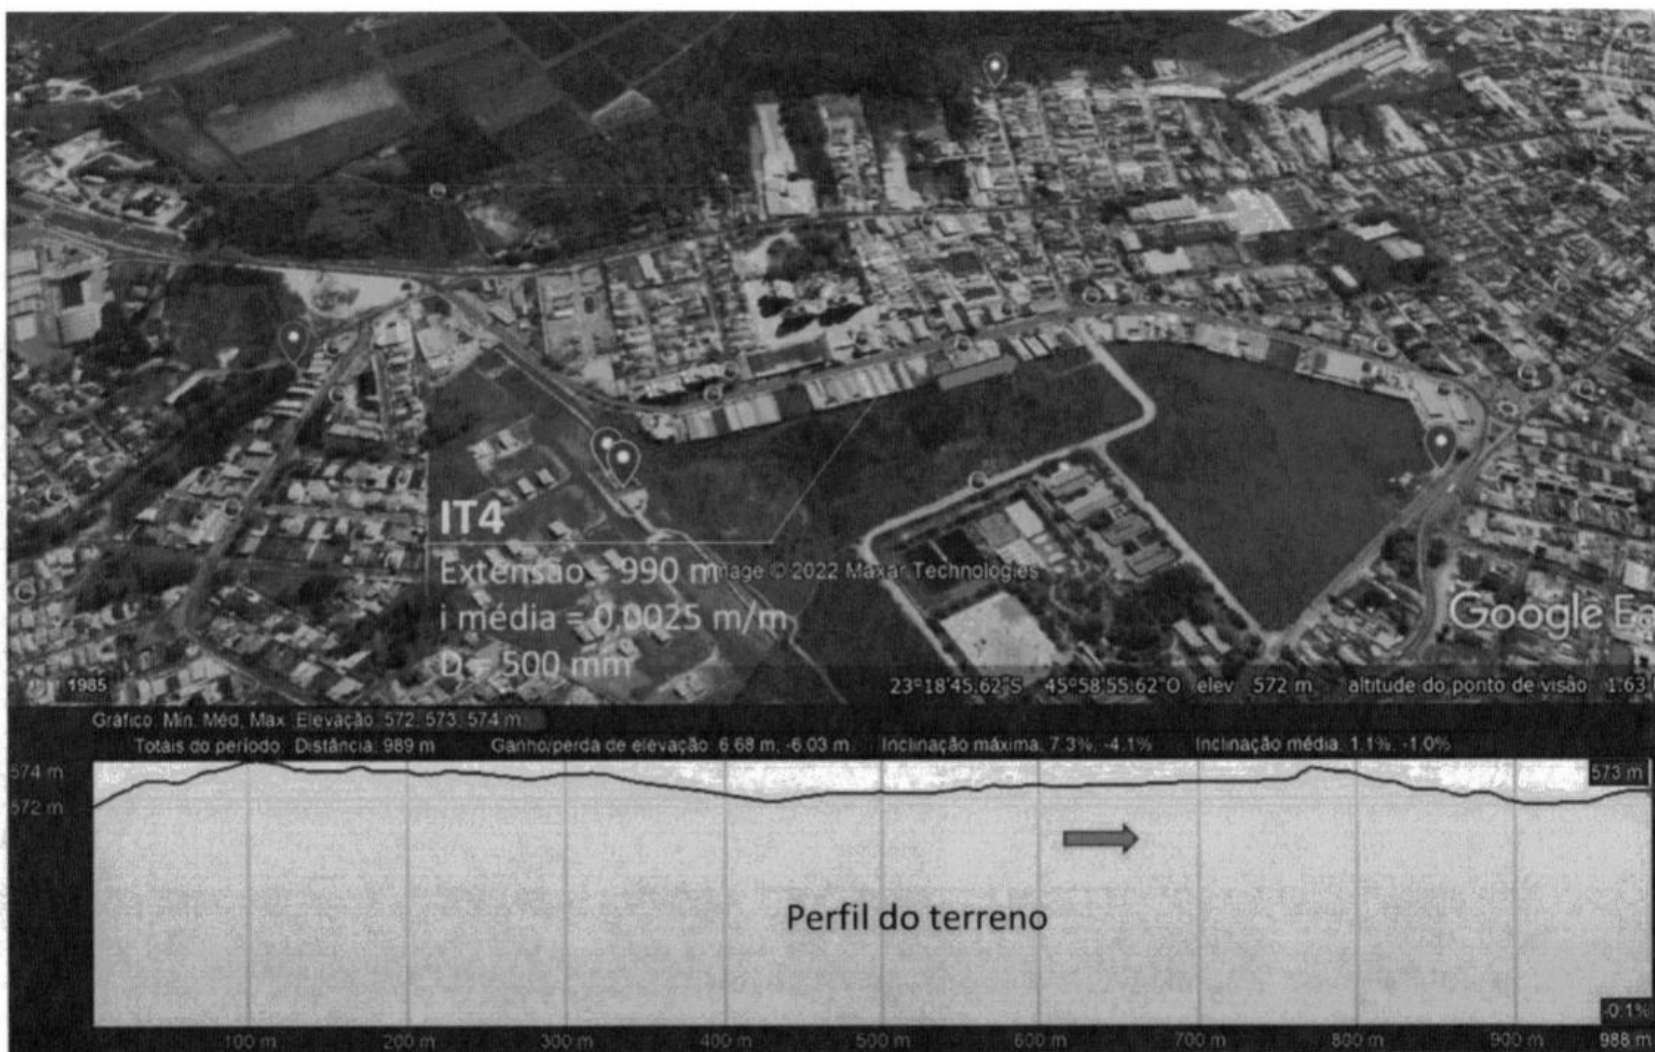 IT4
Extensão = 990 m
Image © 2022 Maxar Technologies
i média = 0,0025 m/m
Google Ea
D = 500 mm
1985
23°18'45.62"S 45°58'55.62"O elev 572 m altitude do ponto de visão 1.63
Gráfico: Mín. Méd. Max Elevação: 572, 573, 574 m
Totais do período: Distância: 989 m Ganho/perda de elevação: 6.68 m, -6.03 m Inclinação máxima: 7.3%, -4.1% Inclinação média: 1.1%, -1.0%
574 m
573 m
572 m
Perfil do terreno
-0.1%
100 m 200 m 300 m 400 m 500 m 600 m 700 m 800 m 900 m 988 m